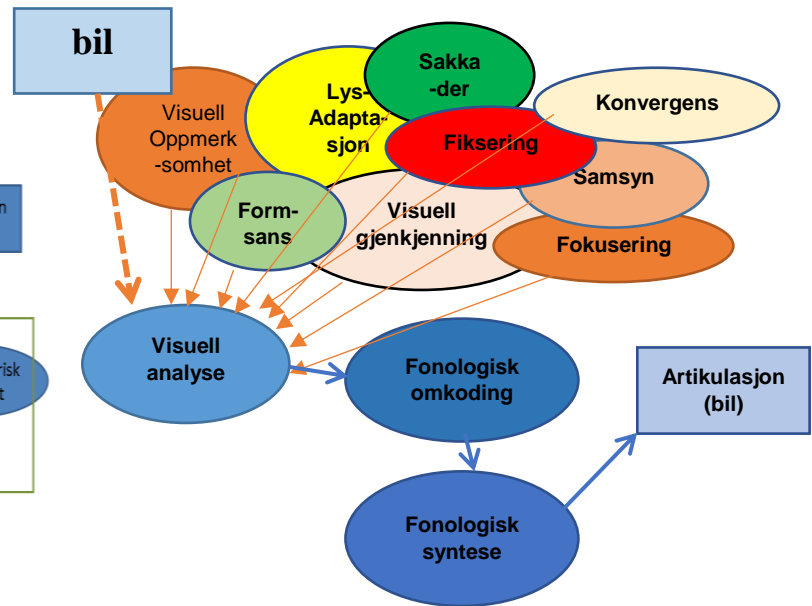 bil
Visuell
Oppmerk
-somhet
Lys-
Adapta-
sjon
Sakka
-der
Konvergens
Fiksering
Samsyn
Form-
sans
Visuell
gjenkjenning
Fokusering
Visuell
analyse
Fonologisk
omkoding
Artikulasjon
(bil)
Fonologisk
syntese